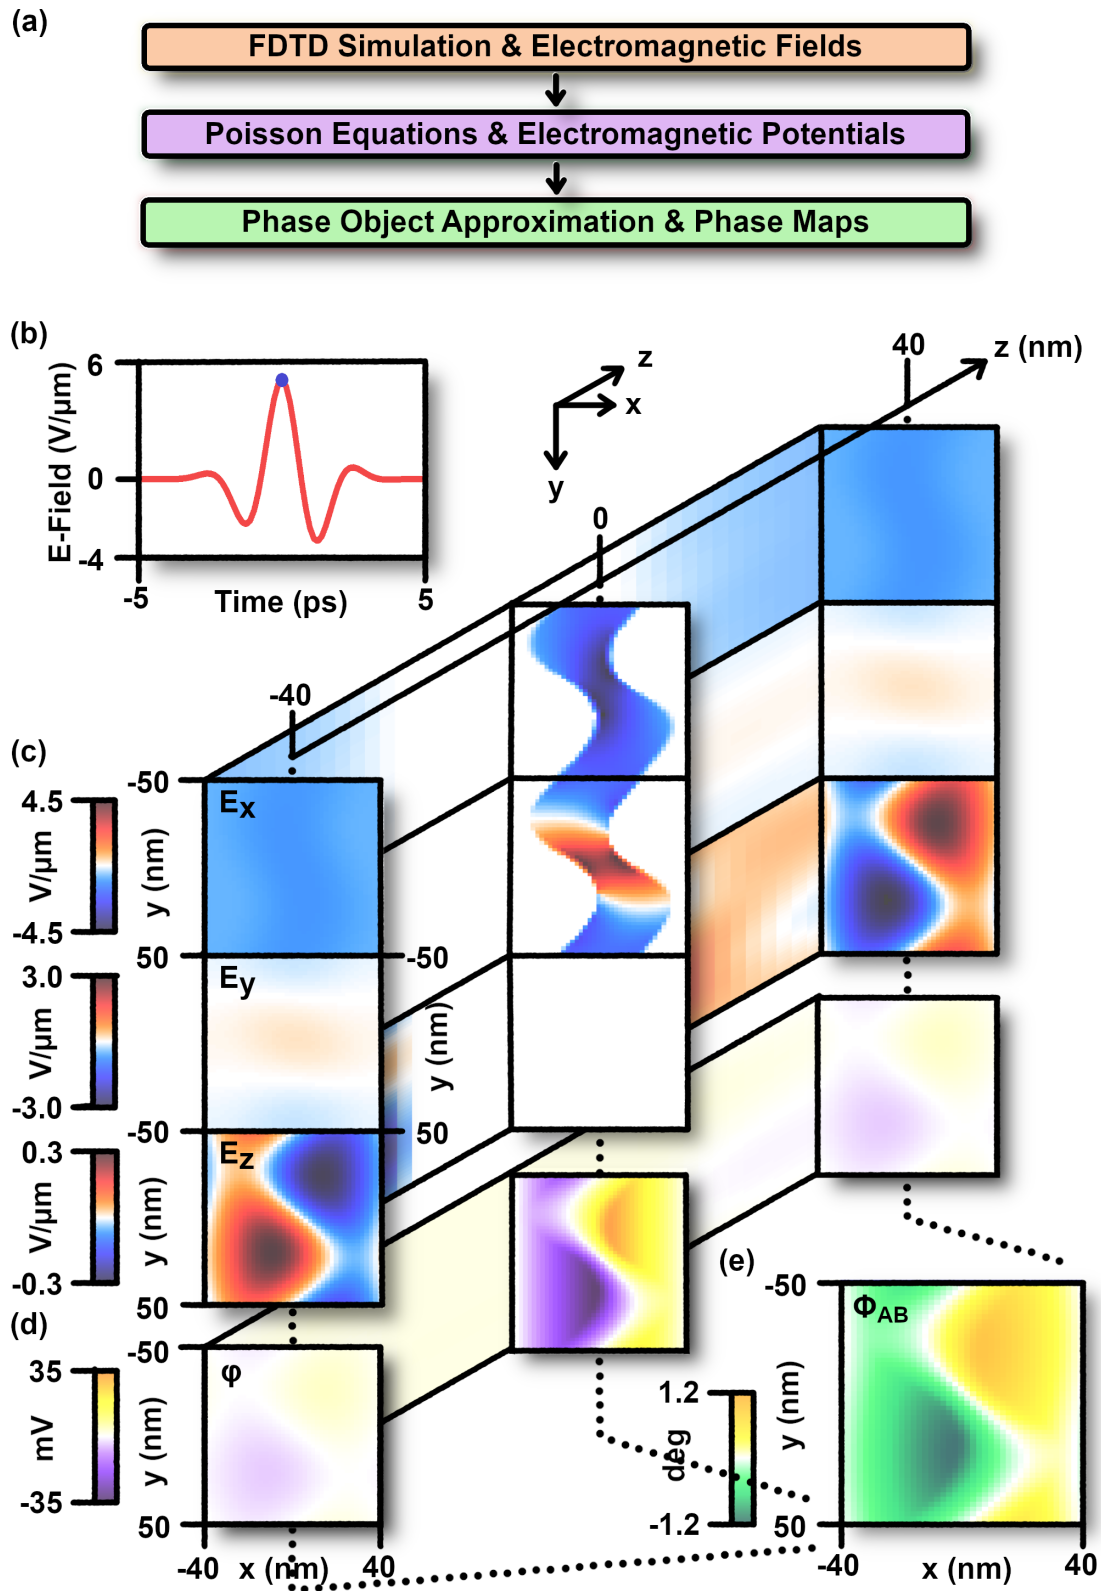 (a)
FDTD Simulation & Electromagnetic Fields
Poisson Equations & Electromagnetic Potentials
Phase Object Approximation & Phase Maps
(b)
6
0
-4
E-Field (V/μm)
-5
Time (ps)
5
z
x
y
40
z (nm)
0
-40
(c)
4.5
V/μm
-4.5
-50
y (nm)
50
Ex
3.0
V/μm
-3.0
-50
y (nm)
50
Ey
0.3
V/μm
-0.3
-50
y (nm)
50
Ez
(d)
35
mV
-35
-50
y (nm)
50
φ
-40
x (nm)
40
(e)
1.2
deg
-1.2
-50
y (nm)
50
ΦAB
-40
x (nm)
40